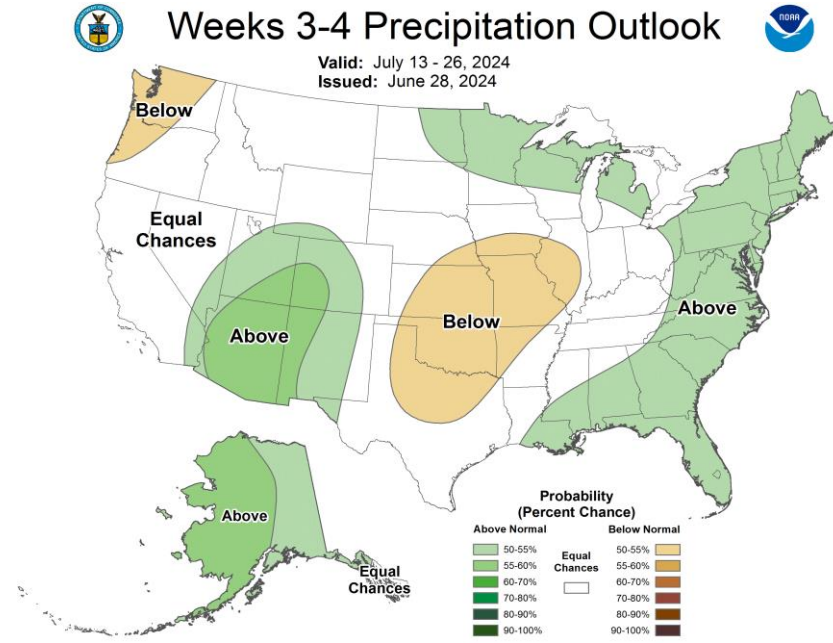 Weeks 3-4 Precipitation Outlook
Valid: July 13 - 26, 2024
Issued: June 28, 2024
NOAA
Below
Equal
Chances
Above
Below
Above
Above
Equal
Chances
Probability
(Percent Chance)
Above Normal
Below Normal
50-55%
55-60%
60-70%
70-80%
80-90%
90-100%
Equal
Chances
50-55%
55-60%
60-70%
70-80%
80-90%
90-100%